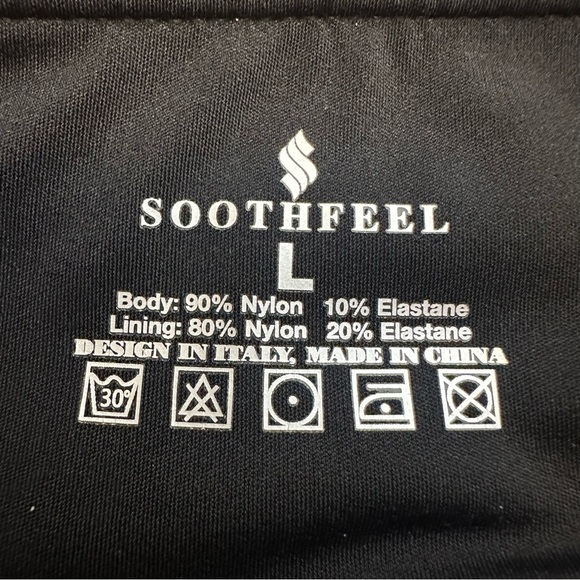 SOOTHFEEL
L
Body: 90% Nylon 10% Elastane
Lining: 80% Nylon 20% Elastane
DESIGN IN ITALY, MADE IN CHINA
30°